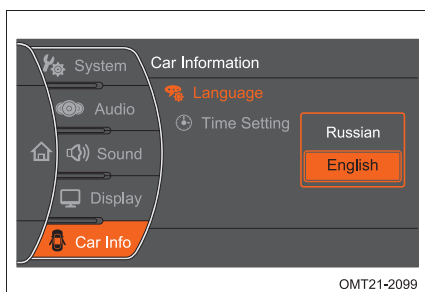 System
Audio
Sound
Display
Car Info
Car Information
Language
Time Setting
Russian
English
OMT21-2099